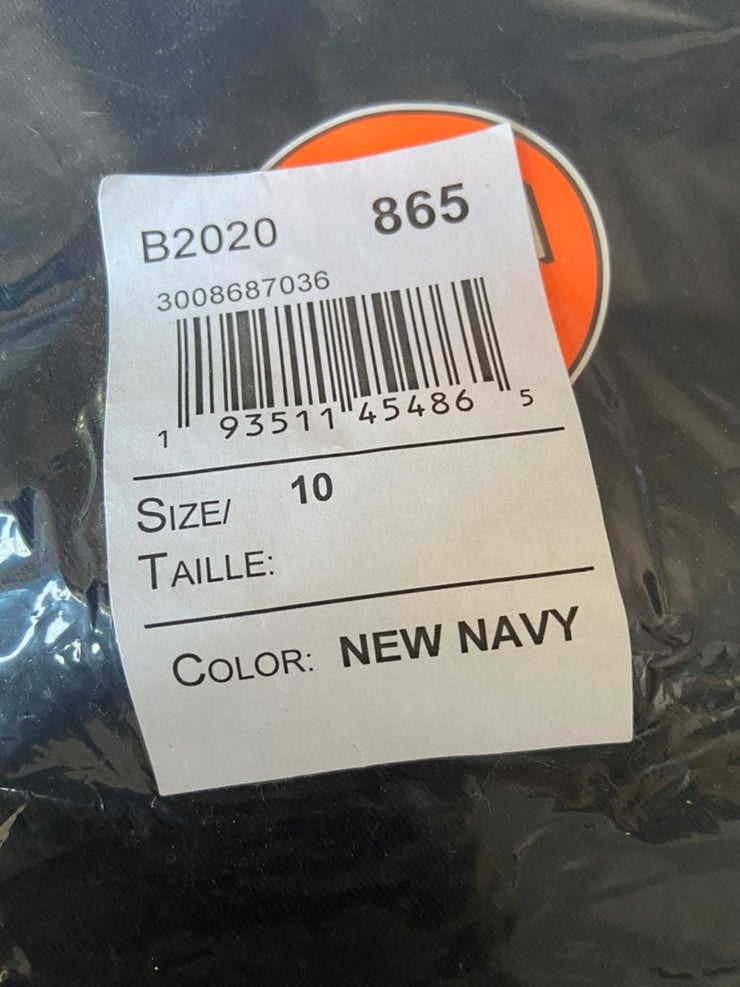 B2020 865
3008687036
1 93511 45486 5
SIZE/ 10
TAILLE:
COLOR: NEW NAVY